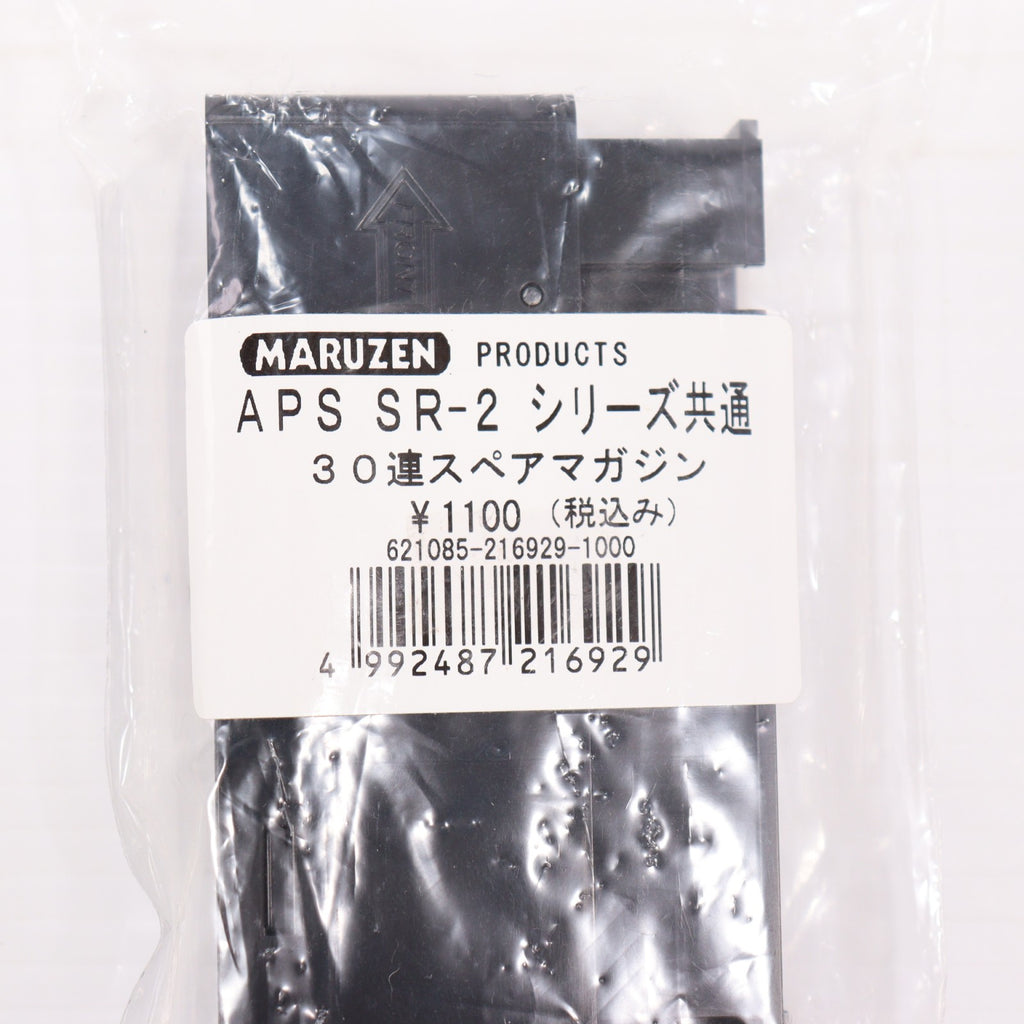 FRONT
MARUZEN PRODUCTS
APS SR-2 シリーズ共通
３０連スペアマガジン
¥1100 （税込み）
621085-216929-1000
4 992487 216929